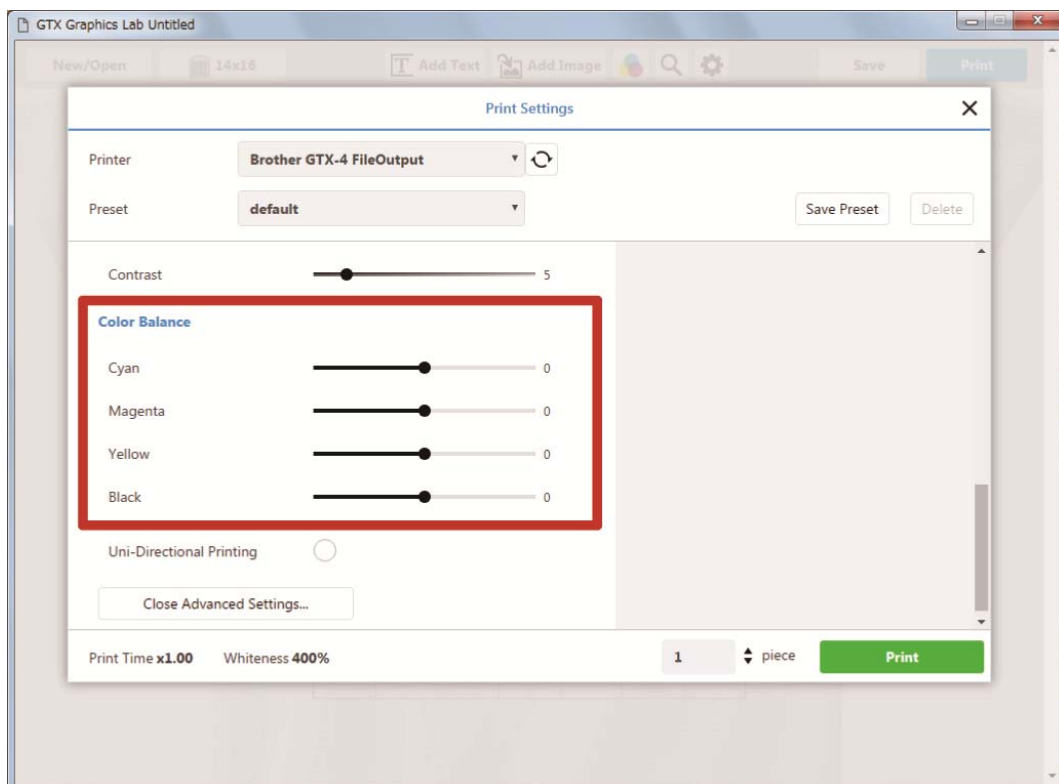 GTX Graphics Lab Untitled
New/Open 14x16 Add Text Add Image Save Print
Print Settings
Printer Brother GTX-4 FileOutput
Preset default Save Preset Delete
Contrast 5
Color Balance
Cyan 0
Magenta 0
Yellow 0
Black 0
Uni-Directional Printing
Close Advanced Settings...
Print Time x1.00 Whiteness 400% 1 piece Print